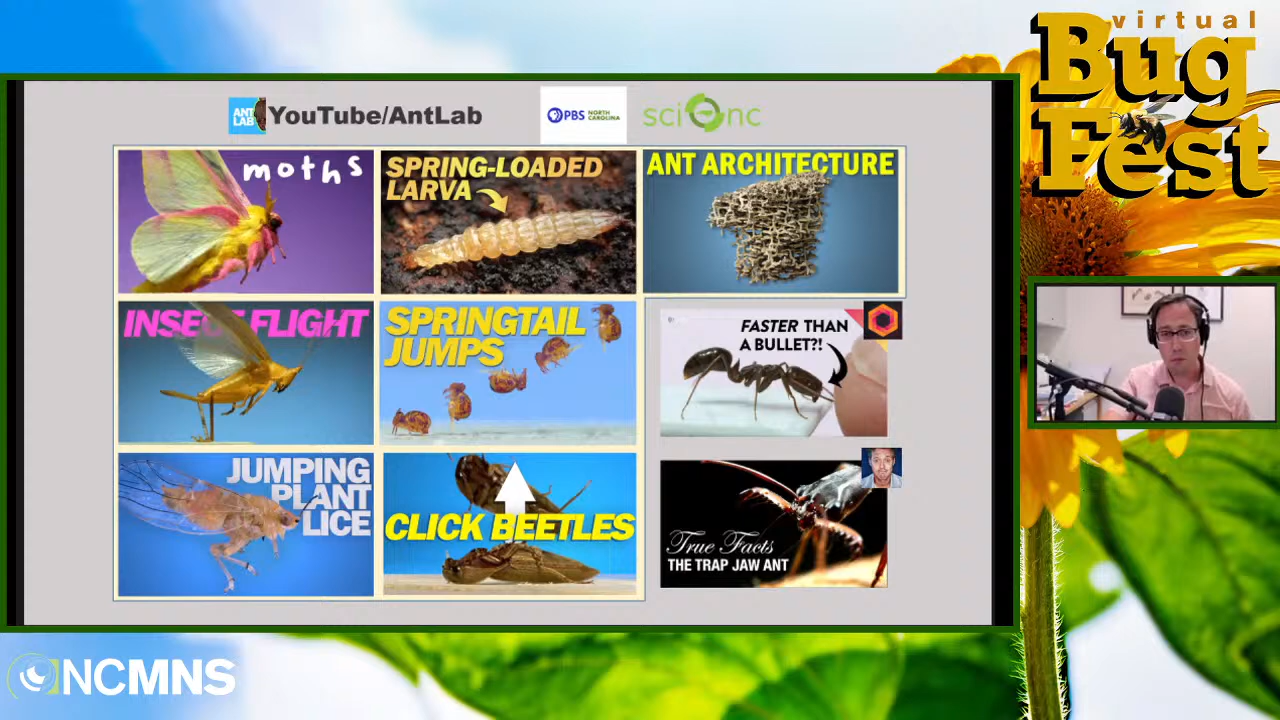 virtual
Bug
Fest
ANT
LAB
YouTube/AntLab
PBS
NORTH
CAROLINA
sci nc
moths
SPRING-LOADED
LARVA
ANT ARCHITECTURE
INSECT FLIGHT
SPRINGTAIL
JUMPS
FASTER THAN
A BULLET?!
JUMPING
PLANT
LICE
CLICK BEETLES
True Facts
THE TRAP JAW ANT
NCMNS